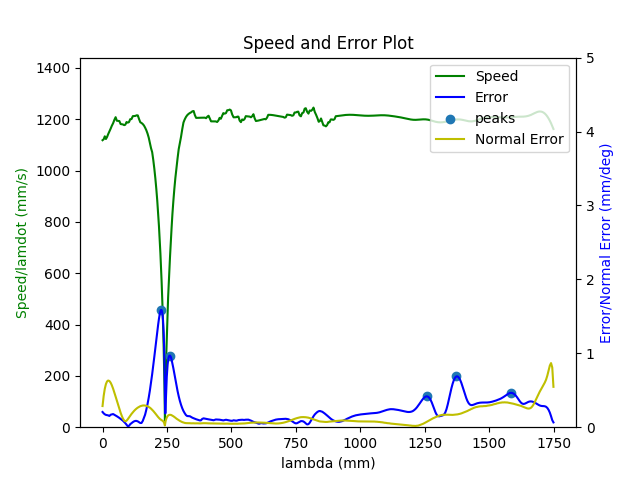 Speed and Error Plot
1400
1200
1000
800
600
400
200
0
Speed/lamdot (mm/s)
0
250
500
750
1000
1250
1500
1750
lambda (mm)
5
4
3
2
1
0
Error/Normal Error (mm/deg)
Speed
Error
peaks
Normal Error